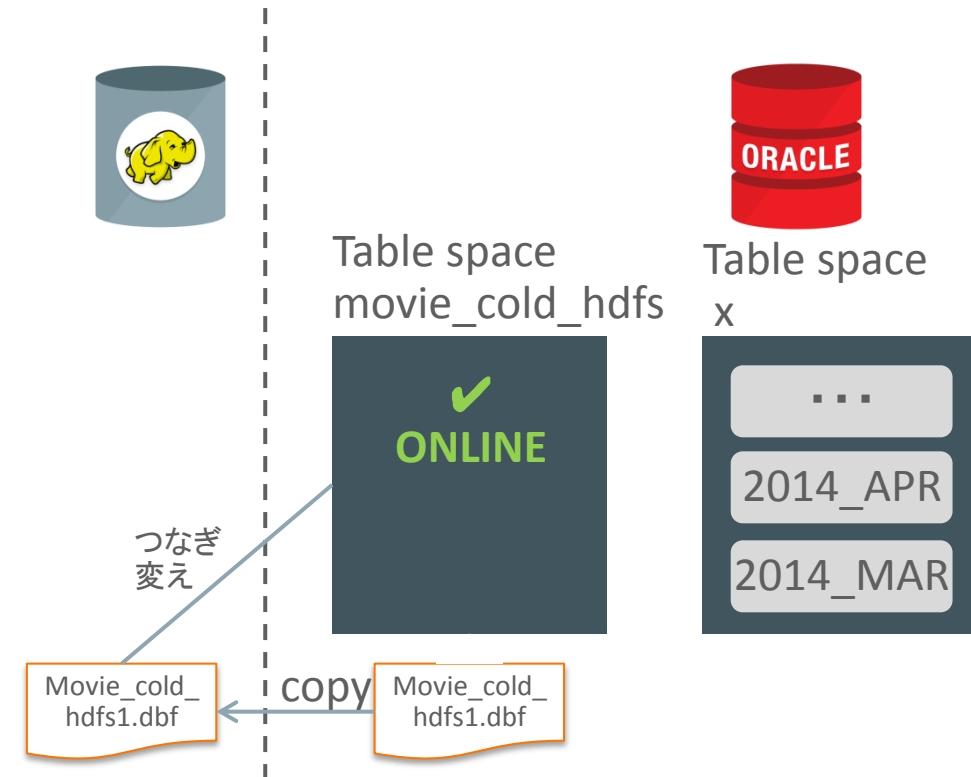 ORACLE
Table space
movie_cold_hdfs
Table space
x
✔
ONLINE
...
2014_APR
2014_MAR
つなぎ
変え
Movie_cold_
hdfs1.dbf
copy
Movie_cold_
hdfs1.dbf